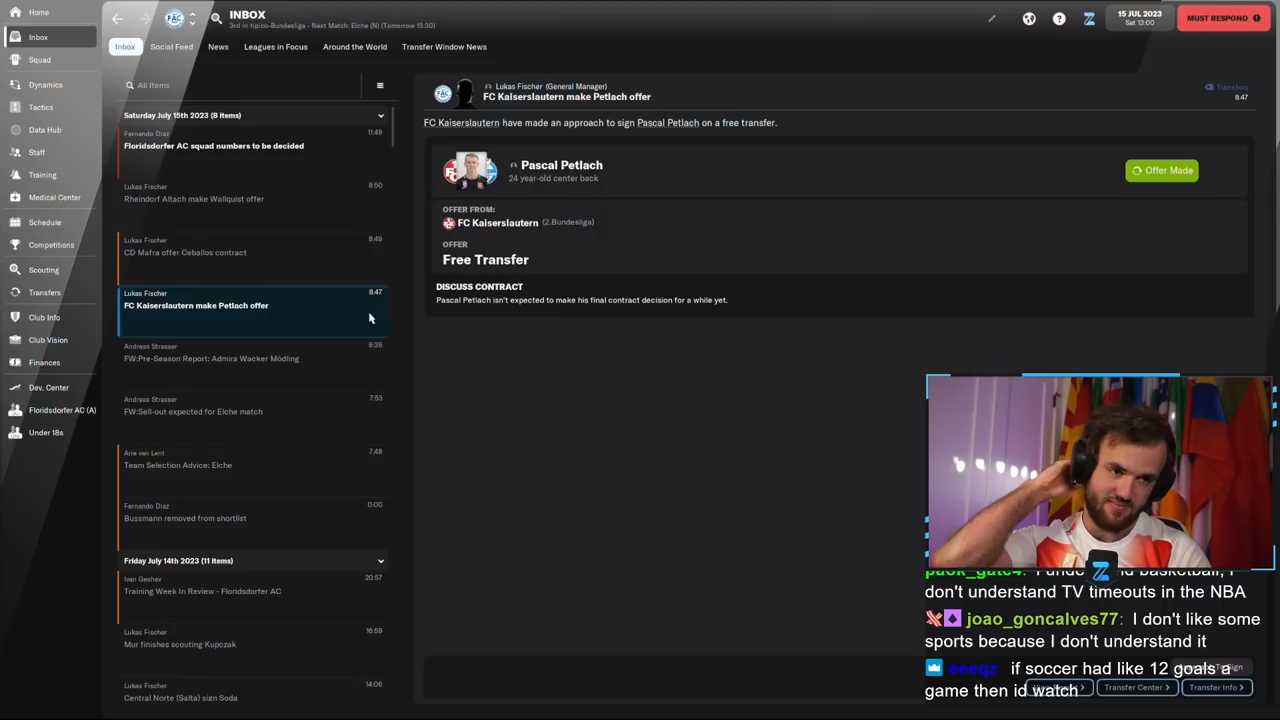 Home
Inbox
Squad
Dynamics
Tactics
Data Hub
Staff
Training
Medical Center
Schedule
Competitions
Scouting
Transfers
Club Info
Club Vision
Finances
Dev. Center
Floridsdorfer AC (A)
Under 18s
FAC
INBOX
3rd in tipico-Bundesliga - Next Match: Elche (N) (Tomorrow 15:30)
15 JUL 2023
Sat 13:00
MUST RESPOND
Inbox
Social Feed
News
Leagues in Focus
Around the World
Transfer Window News
All Items
Saturday July 15th 2023 (8 items)
Fernando Diaz
11:49
Floridsdorfer AC squad numbers to be decided
Lukas Fischer
8:50
Rheindorf Altach make Wallquist offer
Lukas Fischer
8:49
CD Mafra offer Ceballos contract
Lukas Fischer
8:47
FC Kaiserslautern make Petlach offer
Andreas Strasser
8:39
FW:Pre-Season Report: Admira Wacker Mödling
Andreas Strasser
7:53
FW:Sell-out expected for Elche match
Arie van Lent
7:48
Team Selection Advice: Elche
Fernando Diaz
0:00
Bussmann removed from shortlist
Friday July 14th 2023 (11 items)
Ivan Geshev
20:57
Training Week In Review - Floridsdorfer AC
Lukas Fischer
16:59
Mur finishes scouting Kupczak
Lukas Fischer
14:06
Central Norte (Salta) sign Soda
FAC
Lukas Fischer (General Manager)
FC Kaiserslautern make Petlach offer
Transfers
8:47
FC Kaiserslautern have made an approach to sign Pascal Petlach on a free transfer.
Pascal Petlach
24 year-old center back
Offer Made
OFFER FROM:
FC Kaiserslautern (2.Bundesliga)
OFFER
Free Transfer
DISCUSS CONTRACT
Pascal Petlach isn't expected to make his final contract decision for a while yet.
don't understand TV timeouts in the NBA
joao_goncalves77: I don't like some
sports because I don't understand it
eeeqz: if soccer had like 12 goals a
game then id watch
Transfer Center
Transfer Info